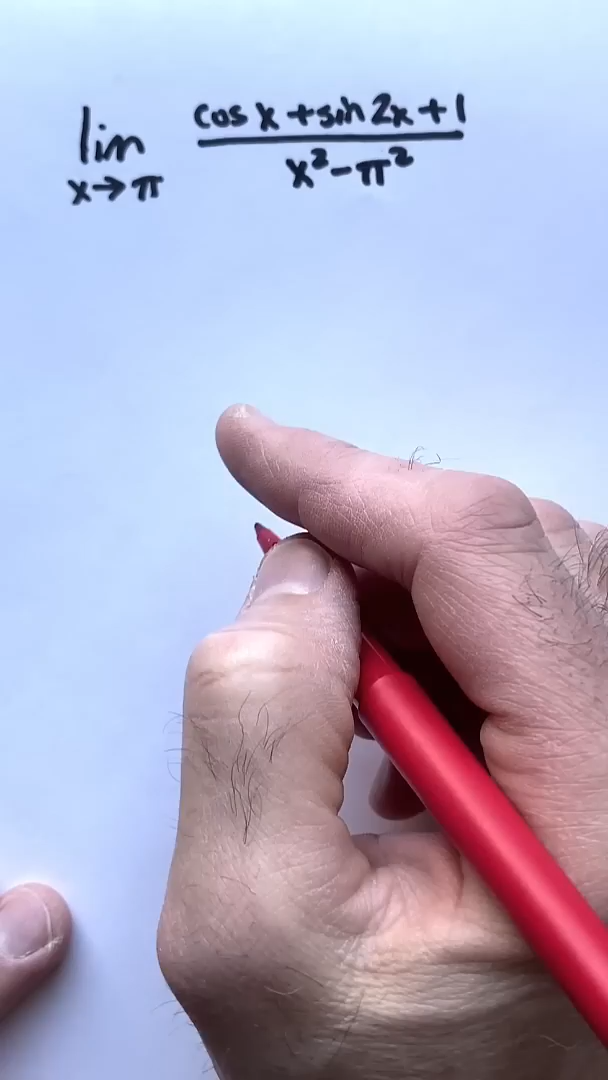 lim cos x + sin 2x + 1
x→π x²-π²